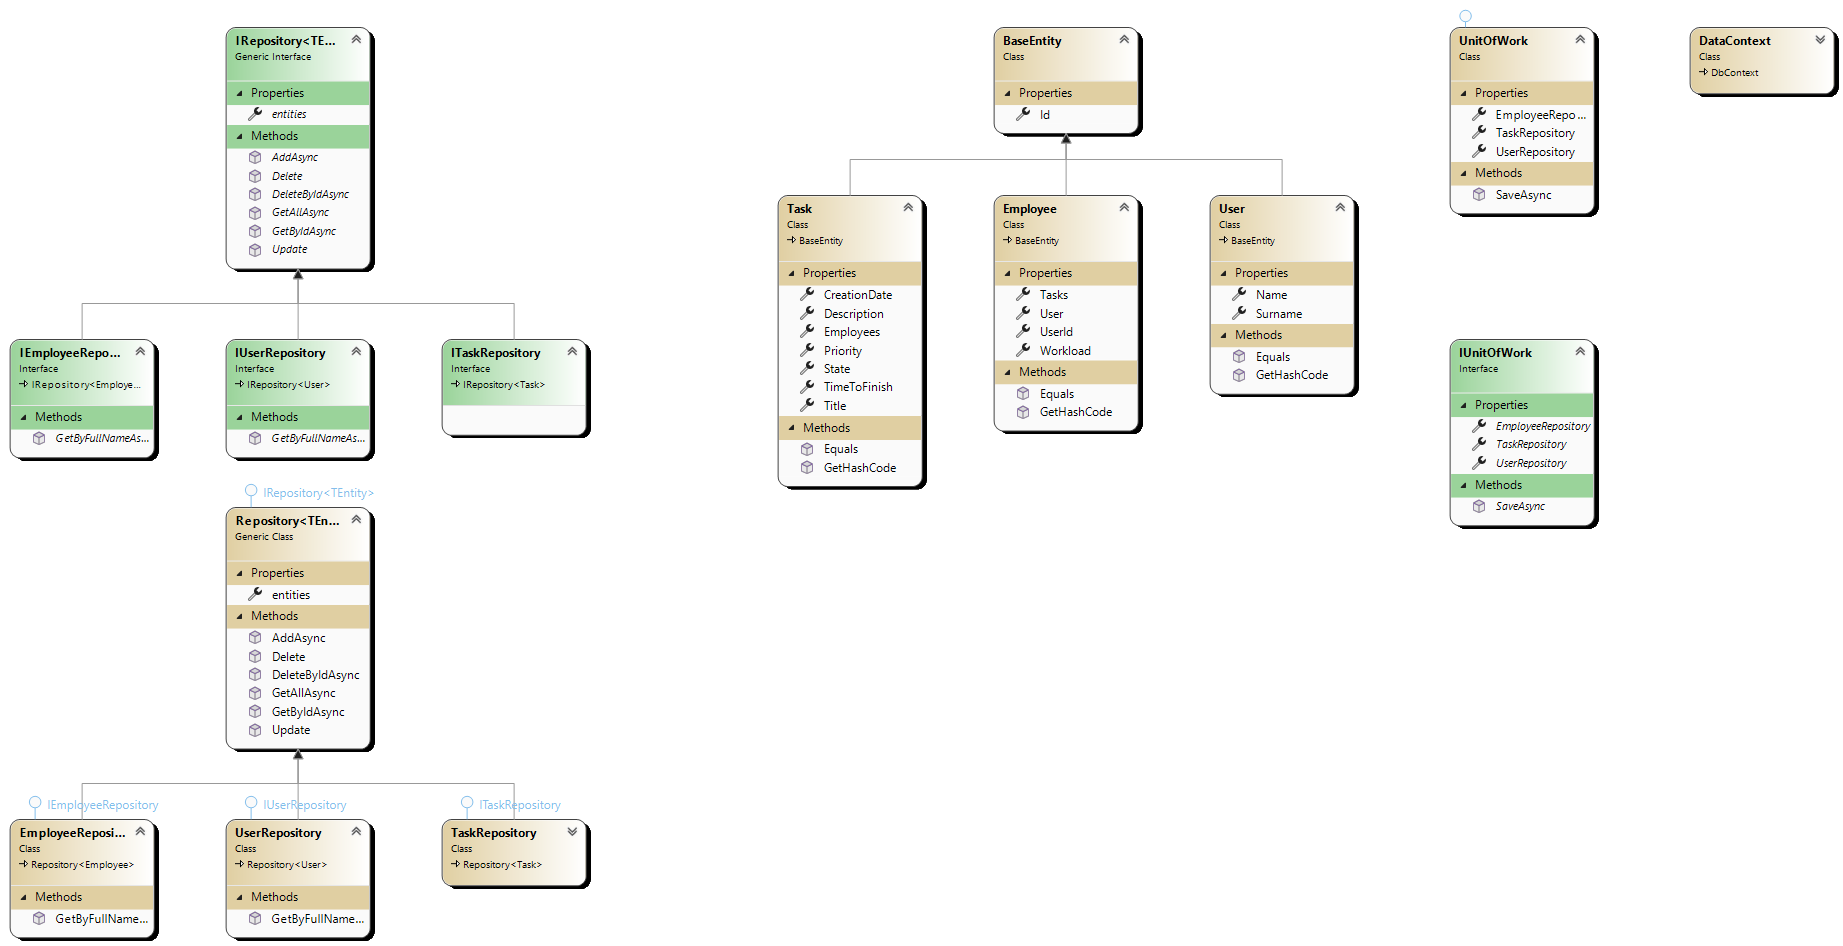 IRepository<TE...
Generic Interface
Properties
entities
Methods
AddAsync
Delete
DeleteByIdAsync
GetAllAsync
GetByIdAsync
Update
IEmployeeRepo...
Interface
IRepository<Employe...
Methods
GetByFullNameAs...
IUserRepository
Interface
IRepository<User>
Methods
GetByFullNameAs...
ITaskRepository
Interface
IRepository<Task>
IRepository<TEntity>
Repository<TEn...
Generic Class
Properties
entities
Methods
AddAsync
Delete
DeleteByIdAsync
GetAllAsync
GetByIdAsync
Update
IEmployeeRepository
EmployeeReposi...
Class
Repository<Employee>
Methods
GetByFullName...
IUserRepository
UserRepository
Class
Repository<User>
Methods
GetByFullName...
ITaskRepository
TaskRepository
Class
Repository<Task>
BaseEntity
Class
Properties
Id
Task
Class
BaseEntity
Properties
CreationDate
Description
Employees
Priority
State
TimeToFinish
Title
Methods
Equals
GetHashCode
Employee
Class
BaseEntity
Properties
Tasks
User
UserId
Workload
Methods
Equals
GetHashCode
User
Class
BaseEntity
Properties
Name
Surname
Methods
Equals
GetHashCode
UnitOfWork
Class
Properties
EmployeeRepo...
TaskRepository
UserRepository
Methods
SaveAsync
IUnitOfWork
Interface
Properties
EmployeeRepository
TaskRepository
UserRepository
Methods
SaveAsync
DataContext
Class
DbContext